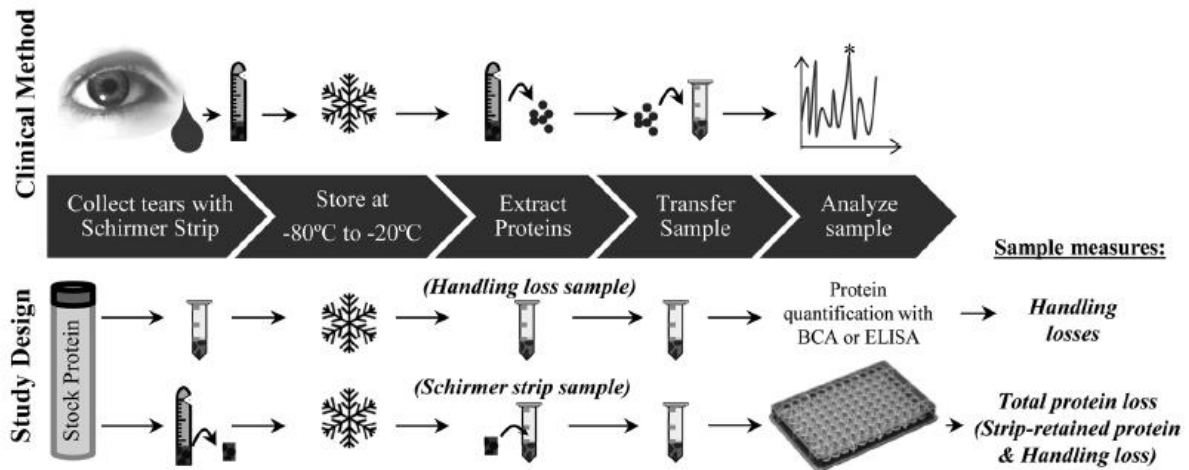 Clinical Method
*
Collect tears with
Schirmer Strip
Store at
-80ºC to -20ºC
Extract
Proteins
Transfer
Sample
Analyze
sample
Sample measures:
Study Design
Stock Protein
(Handling loss sample)
Protein
quantification with
BCA or ELISA
Handling
losses
(Schirmer strip sample)
Total protein loss
(Strip-retained protein
& Handling loss)